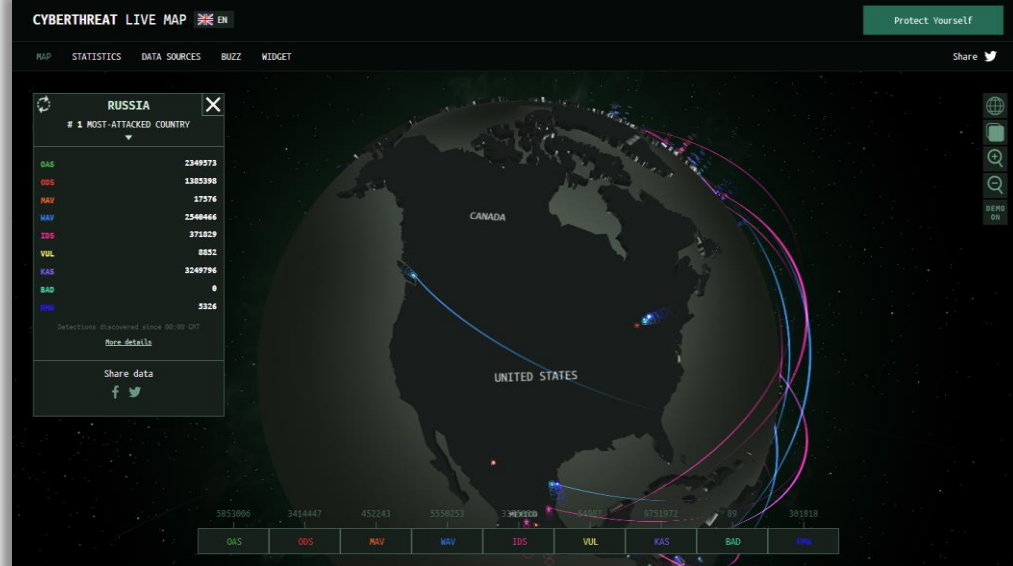 CYBERTHREAT LIVE MAP EN
Protect Yourself
MAP STATISTICS DATA SOURCES BUZZ WIDGET
Share
RUSSIA
# 1 MOST-ATTACKED COUNTRY
OAS 2349573
ODS 1385398
MAV 17576
WAV 2540466
IDS 371829
VUL 8852
KAS 3249796
BAD 0
RMW 5326
Detections discovered since 00:00 GMT
More details
Share data
DEMO
ON
CANADA
UNITED STATES
MEXICO
5853006 3414447 452243 5550253 9751972 89 301818
OAS ODS MAV WAV IDS VUL KAS BAD RMW